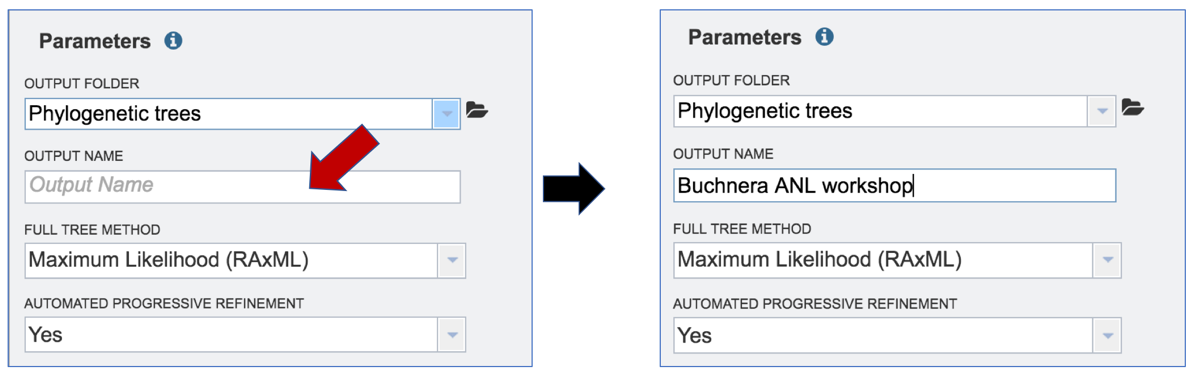 Parameters
OUTPUT FOLDER
Phylogenetic trees
OUTPUT NAME
Output Name
FULL TREE METHOD
Maximum Likelihood (RAxML)
AUTOMATED PROGRESSIVE REFINEMENT
Yes
Parameters
OUTPUT FOLDER
Phylogenetic trees
OUTPUT NAME
Buchnera ANL workshop
FULL TREE METHOD
Maximum Likelihood (RAxML)
AUTOMATED PROGRESSIVE REFINEMENT
Yes